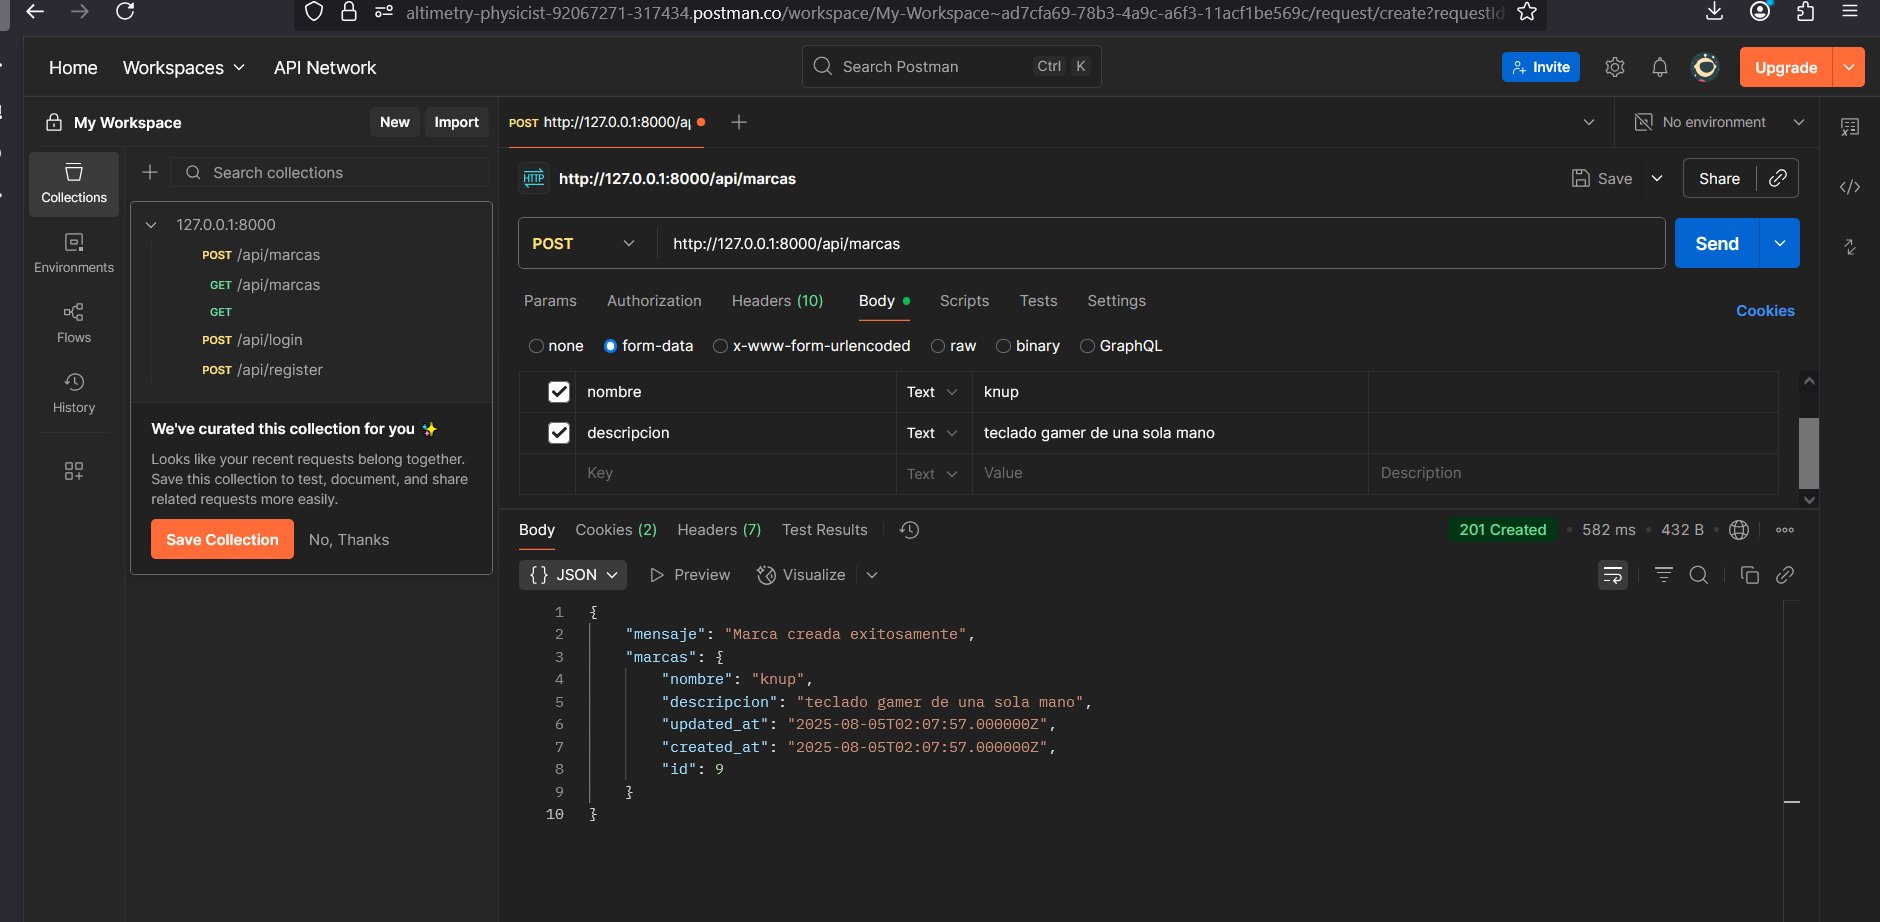 altimetry-physicist-92067271-317434.postman.co/workspace/My-Workspace~ad7cfa69-78b3-4a9c-a6f3-11acf1be569c/request/create?requestId
Home Workspaces API Network Search Postman Ctrl K Invite Upgrade
My Workspace New Import POST http://127.0.0.1:8000/a No environment
Collections
Search collections
HTTP http://127.0.0.1:8000/api/marcas Save Share
127.0.0.1:8000
POST /api/marcas
GET /api/marcas
GET
POST /api/login
POST /api/register
Environments
Flows
History
We've curated this collection for you ✨
Looks like your recent requests belong together.
Save this collection to test, document, and share
related requests more easily.
Save Collection No, Thanks
POST http://127.0.0.1:8000/api/marcas Send
Params Authorization Headers (10) Body Scripts Tests Settings Cookies
none form-data x-www-form-urlencoded raw binary GraphQL
nombre Text knup
descripcion Text teclado gamer de una sola mano
Key Text Value Description
Body Cookies (2) Headers (7) Test Results 201 Created • 582 ms • 432 B
{} JSON Preview Visualize
1 {
2 "mensaje": "Marca creada exitosamente",
3 "marcas": {
4 "nombre": "knup",
5 "descripcion": "teclado gamer de una sola mano",
6 "updated_at": "2025-08-05T02:07:57.000000Z",
7 "created_at": "2025-08-05T02:07:57.000000Z",
8 "id": 9
9 }
10 }